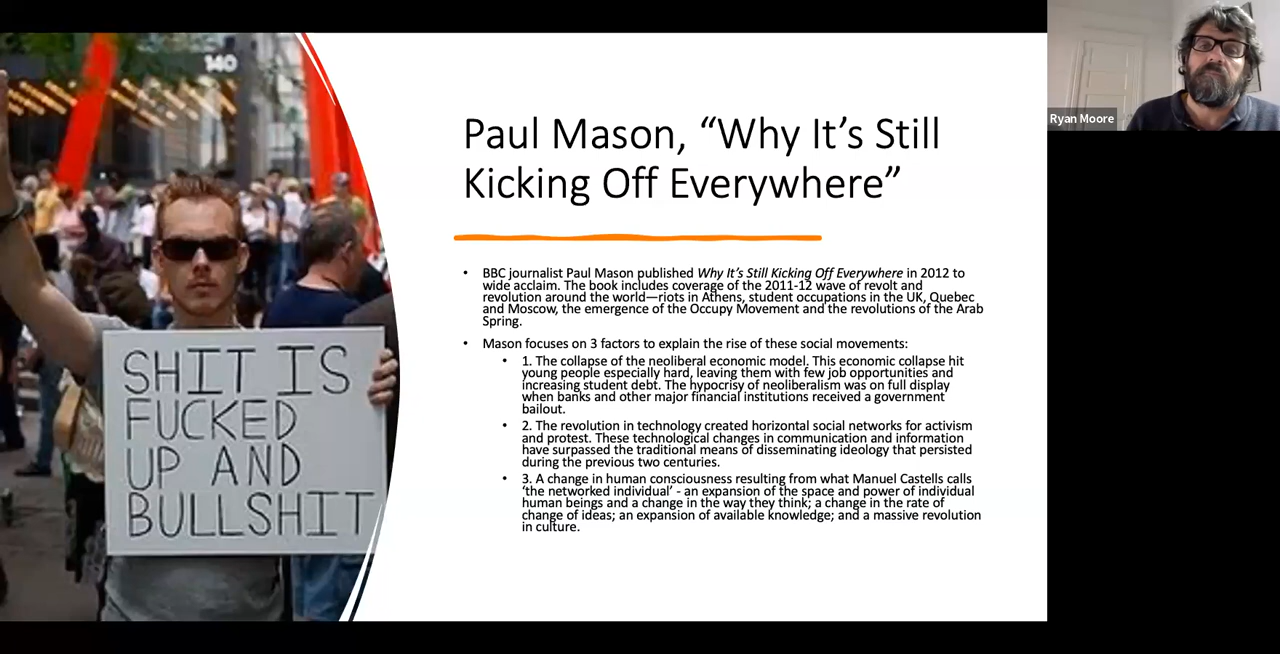 140
SHIT IS
FUCKED
UP AND
BULLSHIT
Paul Mason, “Why It’s Still
Kicking Off Everywhere”
• BBC journalist Paul Mason published Why It’s Still Kicking Off Everywhere in 2012 to
wide acclaim. The book includes coverage of the 2011-12 wave of revolt and
revolution around the world—riots in Athens, student occupations in the UK, Quebec
and Moscow, the emergence of the Occupy Movement and the revolutions of the Arab
Spring.
• Mason focuses on 3 factors to explain the rise of these social movements:
• 1. The collapse of the neoliberal economic model. This economic collapse hit
young people especially hard, leaving them with few job opportunities and
increasing student debt. The hypocrisy of neoliberalism was on full display
when banks and other major financial institutions received a government
bailout.
• 2. The revolution in technology created horizontal social networks for activism
and protest. These technological changes in communication and information
have surpassed the traditional means of disseminating ideology that persisted
during the previous two centuries.
• 3. A change in human consciousness resulting from what Manuel Castells calls
‘the networked individual’ - an expansion of the space and power of individual
human beings and a change in the way they think; a change in the rate of
change of ideas; an expansion of available knowledge; and a massive revolution
in culture.
Ryan Moore